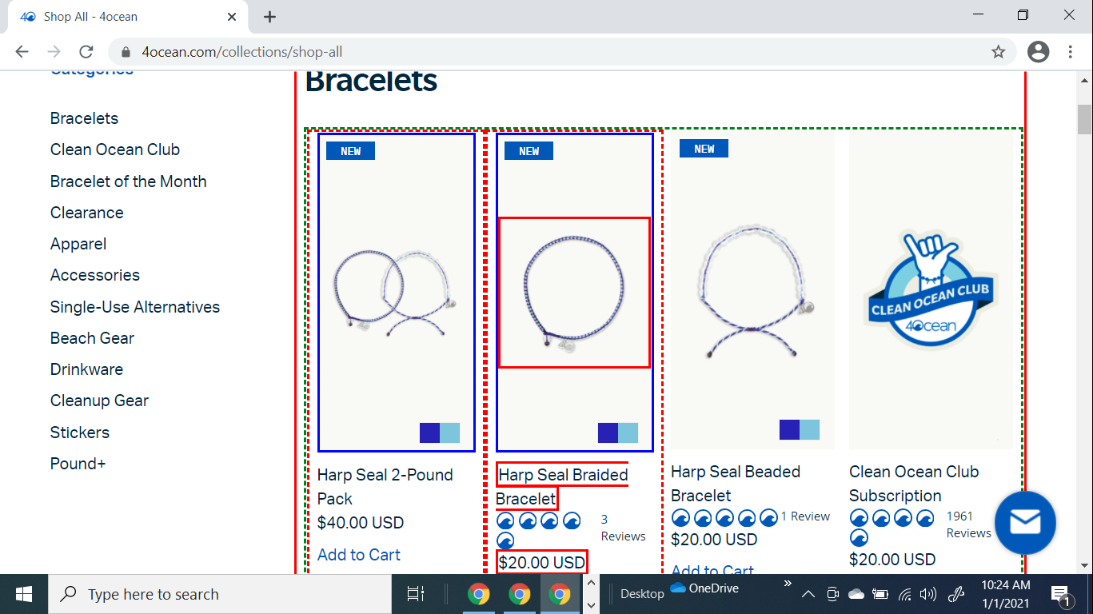 Shop All - 4ocean
4ocean.com/collections/shop-all
Categories
Bracelets
Bracelets
Clean Ocean Club
Bracelet of the Month
Clearance
Apparel
Accessories
Single-Use Alternatives
Beach Gear
Drinkware
Cleanup Gear
Stickers
Pound+
NEW
Harp Seal 2-Pound
Pack
$40.00 USD
Add to Cart
NEW
Harp Seal Braided
Bracelet
3
Reviews
$20.00 USD
NEW
Harp Seal Beaded
Bracelet
1 Review
$20.00 USD
Add to Cart
CLEAN OCEAN CLUB
4ocean
Clean Ocean Club
Subscription
1961
Reviews
$20.00 USD
Type here to search
Desktop
OneDrive
10:24 AM
1/1/2021
1